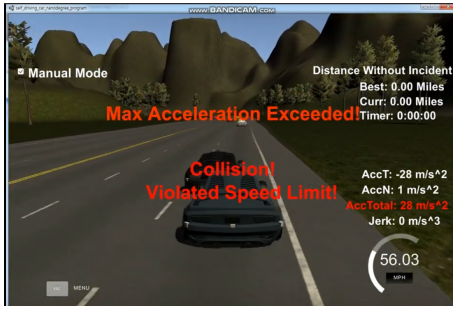 self_driving_car_nanodegree_program
www.BANDICAM.com
Manual Mode
Distance Without Incident
Best: 0.00 Miles
Curr: 0.00 Miles
Timer: 0:00:00
Max Acceleration Exceeded!
Collision!
Violated Speed Limit!
AccT: -28 m/s^2
AccN: 1 m/s^2
AccTotal: 28 m/s^2
Jerk: 0 m/s^3
56.03
MPH
MENU